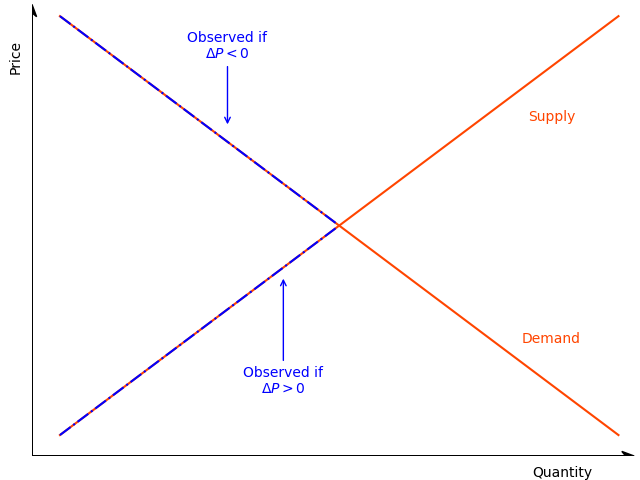 Price
Observed if
ΔP < 0
Supply
Demand
Observed if
ΔP > 0
Quantity